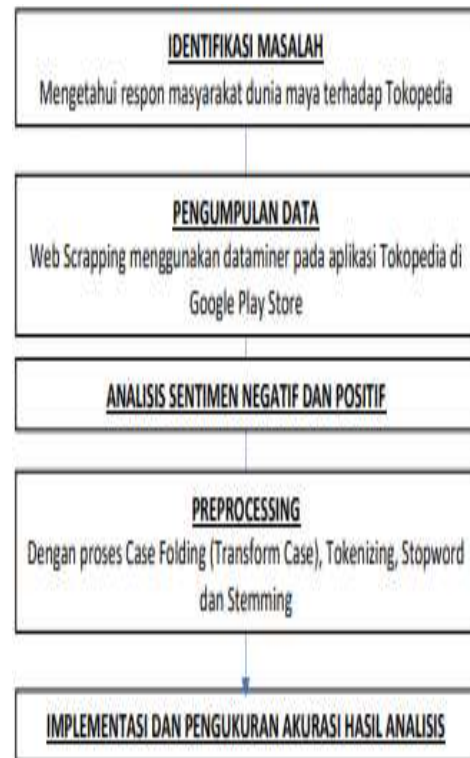 IDENTIFIKASI MASALAH
Mengetahui respon masyarakat dunia maya terhadap Tokopedia
PENGUMPULAN DATA
Web Scrapping menggunakan dataminer pada aplikasi Tokopedia di
Google Play Store
ANALISIS SENTIMEN NEGATIF DAN POSITIF
PREPROCESSING
Dengan proses Case Folding (Transform Case), Tokenizing, Stopword
dan Stemming
IMPLEMENTASI DAN PENGUKURAN AKURASI HASIL ANALISIS